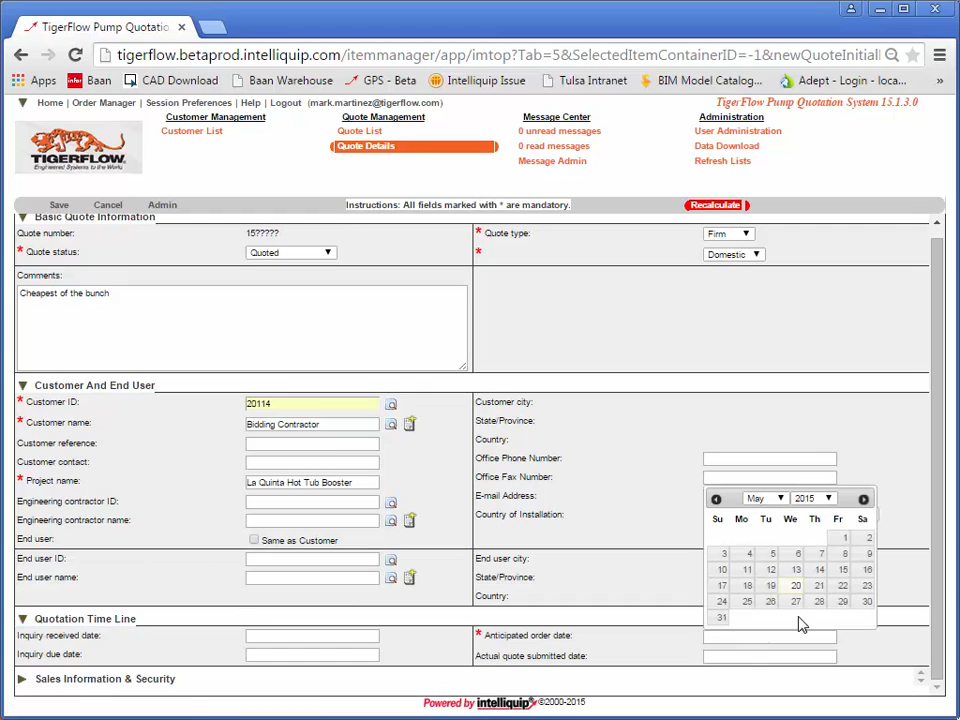 TigerFlow Pump Quotatio
tigerflow.betaprod.intelliquip.com/itemmanager/app/imtop?Tab=5&SelectedItemContainerID=-1&newQuoteInitial
Apps Baan CAD Download Baan Warehouse GPS - Beta Intelliquip Issue Tulsa Intranet BIM Model Catalog... Adept - Login - loca... »
Home | Order Manager | Session Preferences | Help | Logout (mark.martinez@tigerflow.com) TigerFlow Pump Quotation System 15.1.3.0
Customer Management Quote Management Message Center Administration
Customer List Quote List 0 unread messages User Administration
Quote Details 0 read messages Data Download
Message Admin Refresh Lists
TIGERFLOW
Engineered Systems to the World
Save Cancel Admin Instructions: All fields marked with * are mandatory. Recalculate
Basic Quote Information
Quote number: 15????? * Quote type: Firm
* Quote status: Quoted * Domestic
Comments:
Cheapest of the bunch
Customer And End User
* Customer ID: 20114 Customer city:
* Customer name: Bidding Contractor State/Province:
Customer reference: Country:
Customer contact: Office Phone Number:
* Project name: La Quinta Hot Tub Booster Office Fax Number:
Engineering contractor ID: E-mail Address:
Engineering contractor name: Country of Installation:
End user: Same as Customer
End user ID: End user city:
End user name: State/Province:
Country:
May 2015
Su Mo Tu We Th Fr Sa
1 2
3 4 5 6 7 8 9
10 11 12 13 14 15 16
17 18 19 20 21 22 23
24 25 26 27 28 29 30
31
Quotation Time Line
Inquiry received date: * Anticipated order date:
Inquiry due date: Actual quote submitted date:
Sales Information & Security
Powered by intelliquip ©2000-2015